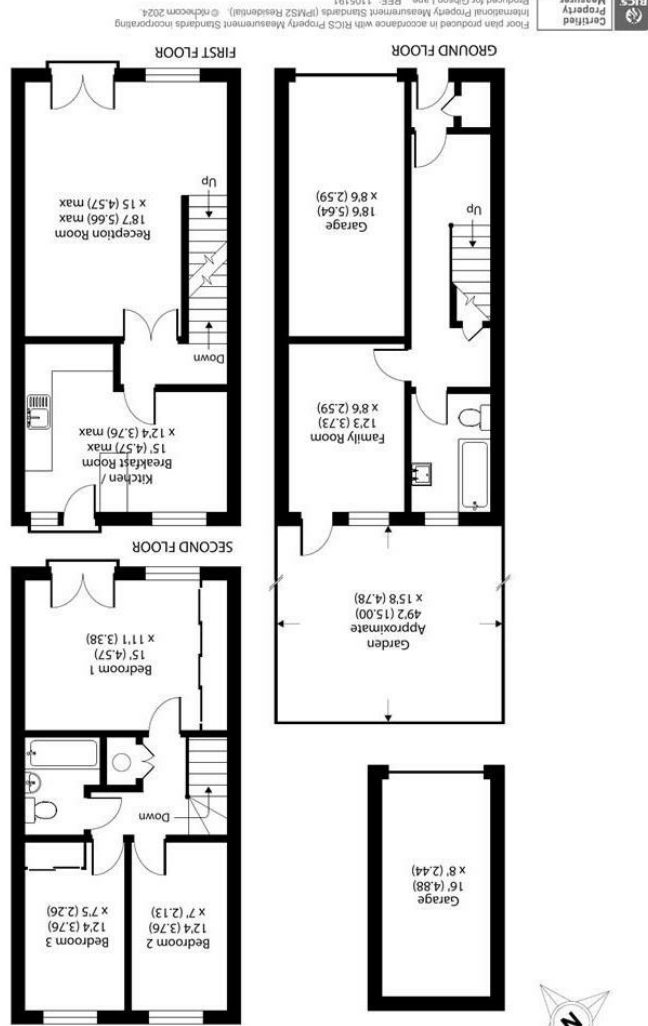 N
Garage
16' (4.88)
x 8' (2.44)
Bedroom 2
12'4 (3.76)
x 7' (2.13)
Bedroom 3
12'4 (3.76)
x 7'5 (2.26)
Down
Bedroom 1
15' (4.57)
x 11'1 (3.38)
SECOND FLOOR
Garden
Approximate
49'2 (15.00)
x 15'8 (4.78)
Family Room
12'3 (3.73)
x 8'6 (2.59)
Up
Garage
18'6 (5.64)
x 8'6 (2.59)
GROUND FLOOR
Kitchen /
Breakfast Room
15' (4.57) max
x 12'4 (3.76) max
Down
Up
Reception Room
18'7 (5.66) max
x 15 (4.57) max
FIRST FLOOR
RICS
Certified
Property
Measurer
Floor plan produced in accordance with RICS Property Measurement Standards incorporating
International Property Measurement Standards (IPMS2 Residential). © nichecom 2024.
Produced for Gibson Lane. REF: 1105191